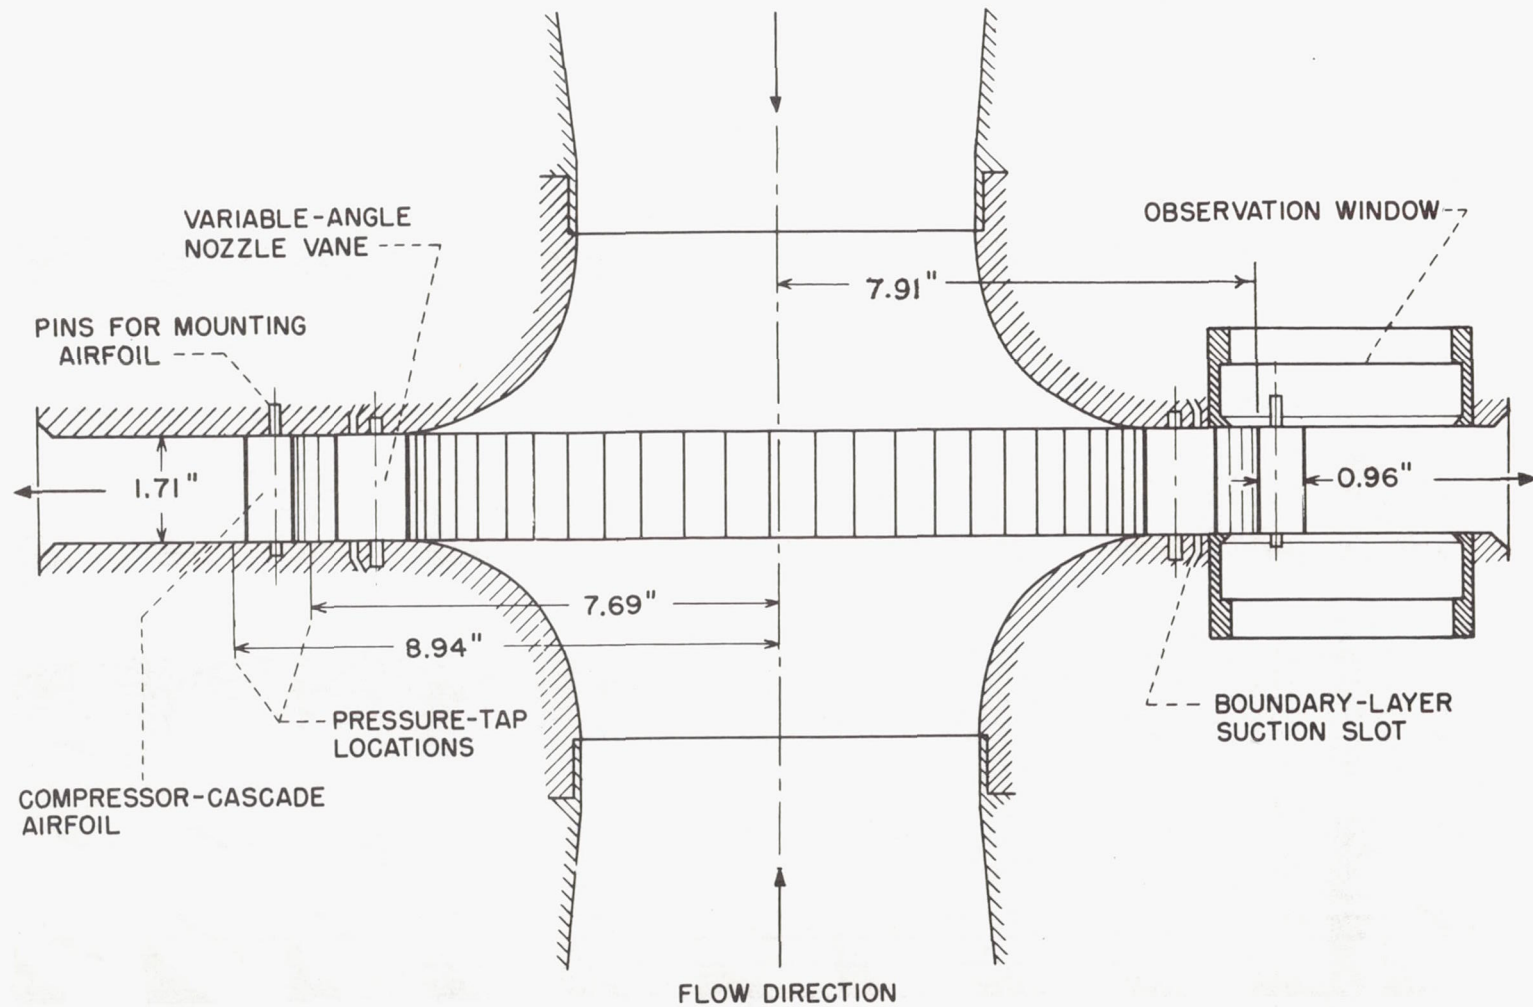 VARIABLE-ANGLE
NOZZLE VANE
OBSERVATION WINDOW
7.91"
PINS FOR MOUNTING
AIRFOIL
1.71"
0.96"
7.69"
8.94"
PRESSURE-TAP
LOCATIONS
BOUNDARY-LAYER
SUCTION SLOT
COMPRESSOR-CASCADE
AIRFOIL
FLOW DIRECTION